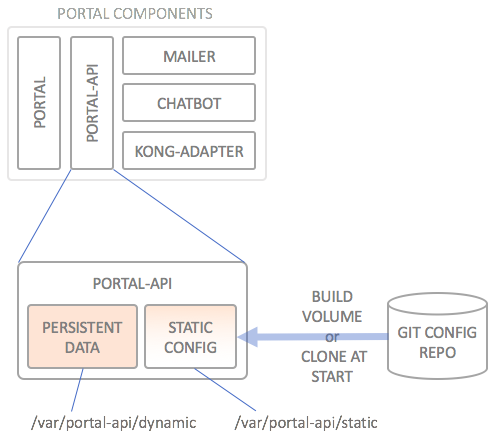 PORTAL COMPONENTS
PORTAL
PORTAL-API
MAILER
CHATBOT
KONG-ADAPTER
PORTAL-API
PERSISTENT
DATA
STATIC
CONFIG
BUILD
VOLUME
or
CLONE AT
START
GIT CONFIG
REPO
/var/portal-api/dynamic
/var/portal-api/static